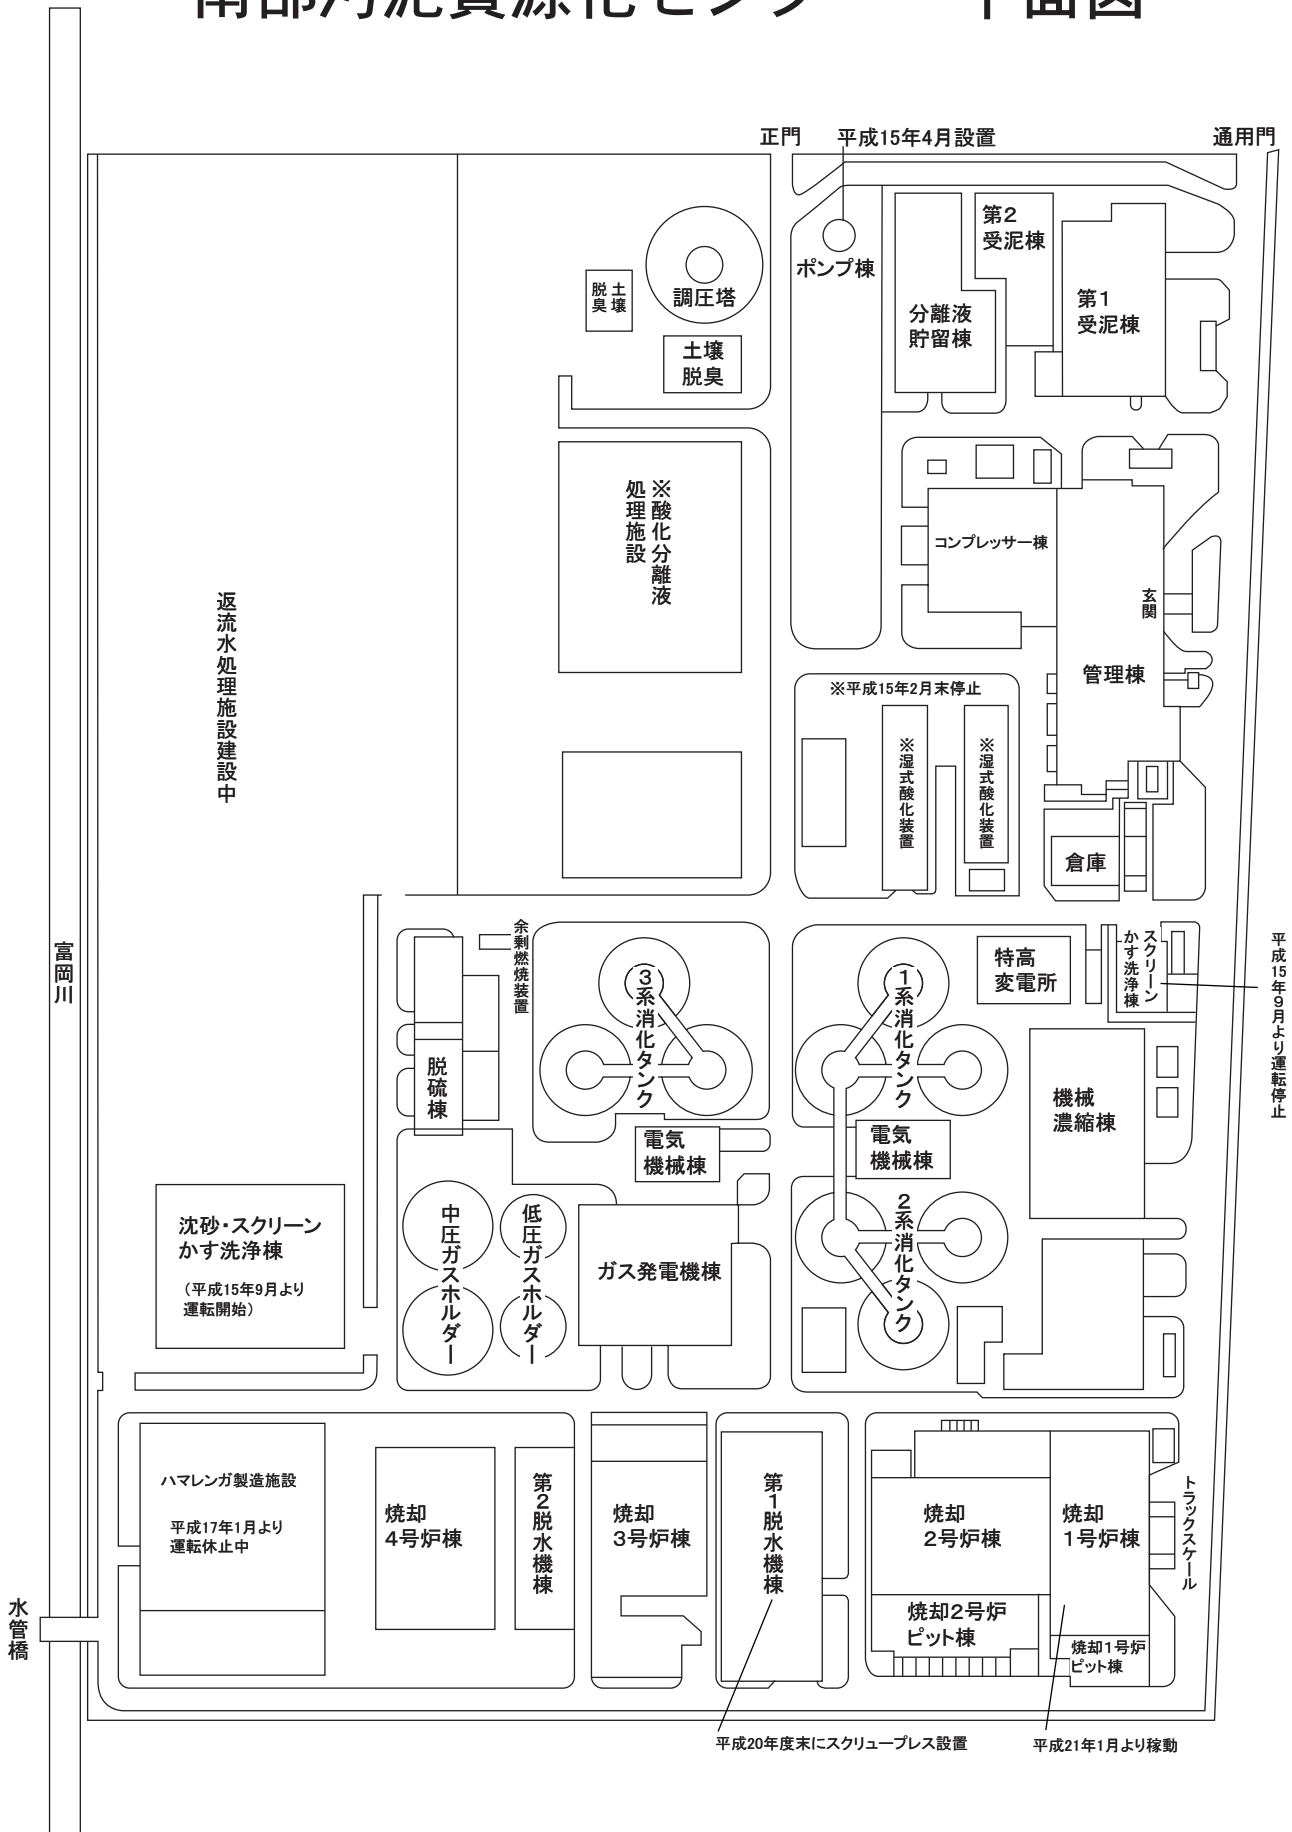 南部汚泥資源化センター 平面図
正門
平成15年4月設置
通用門
ポンプ棟
第2
受泥棟
第1
受泥棟
分離液
貯留棟
調圧塔
土壌
脱臭
土壌
脱臭
※酸化分離液
処理施設
コンプレッサー棟
玄関
管理棟
返流水処理施設建設中
※平成15年2月末停止
※湿式酸化装置
※湿式酸化装置
倉庫
富岡川
余剰燃焼装置
3系消化タンク
1系消化タンク
特高
変電所
スクリーン
かす洗浄棟
平成15年9月より運転停止
脱硫棟
機械
濃縮棟
電気
機械棟
電気
機械棟
沈砂・スクリーン
かす洗浄棟
(平成15年9月より
運転開始)
中圧ガスホルダー
低圧ガスホルダー
ガス発電機棟
2系消化タンク
ハマレンガ製造施設
平成17年1月より
運転休止中
焼却
4号炉棟
第2脱水機棟
焼却
3号炉棟
第1脱水機棟
焼却
2号炉棟
焼却
1号炉棟
トラックスケール
水管橋
焼却2号炉
ピット棟
焼却1号炉
ピット棟
平成20年度末にスクリュープレス設置
平成21年1月より稼動